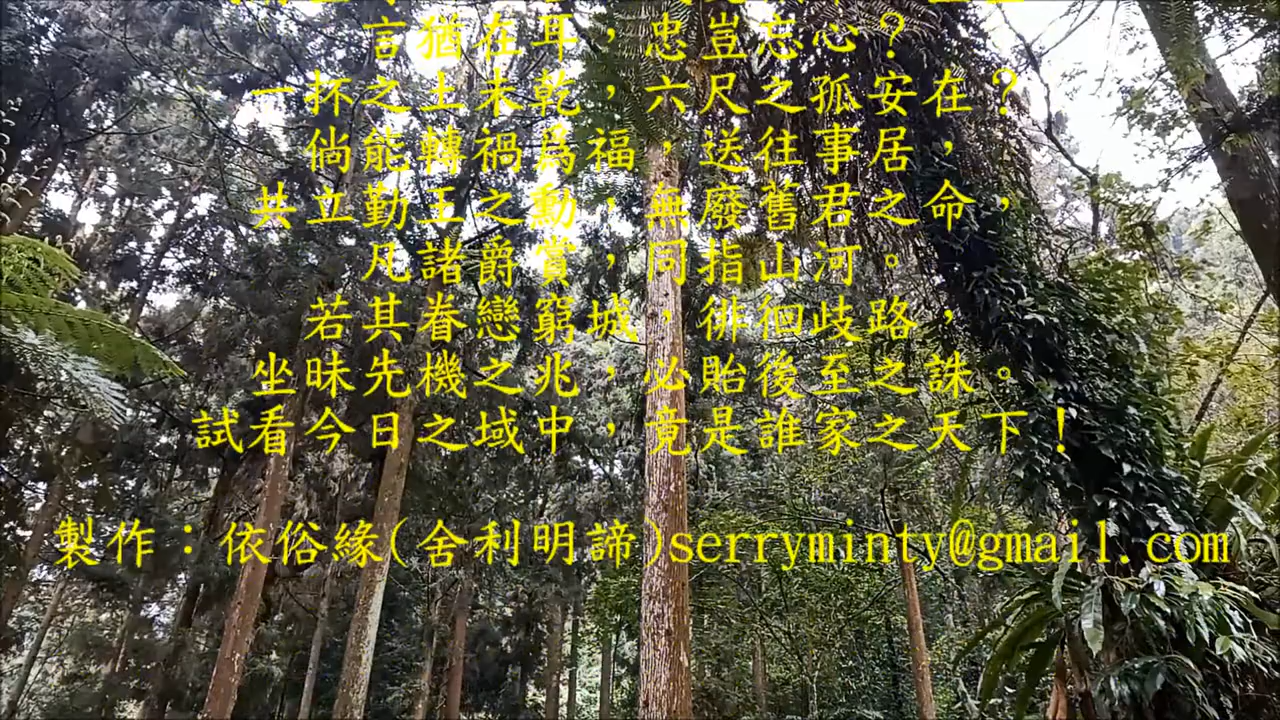 言猶在耳，忠豈忘心？
一抔之土未乾，六尺之孤安在？
倘能轉禍爲福，送往事居，
共立勤王之勳，無廢舊君之命，
凡諸爵賞，同指山河。
若其眷戀窮城，徘徊歧路，
坐昧先機之兆，必貽後至之誅。
試看今日之域中，竟是誰家之天下！
製作：依俗緣(舍利明諦)serryminty@gmail.com